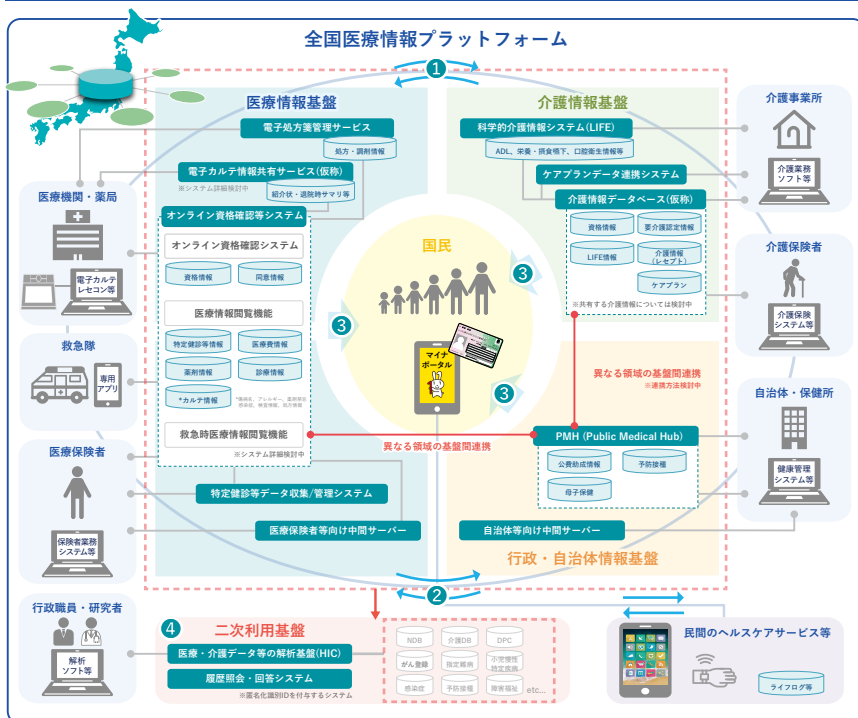 全国医療情報プラットフォーム
1
医療情報基盤
介護情報基盤
電子処方箋管理サービス
処方・調剤情報
電子カルテ情報共有サービス(仮称)
※システム詳細検討中
紹介状・退院時サマリ等
オンライン資格確認等システム
オンライン資格確認システム
資格情報
同意情報
医療情報閲覧機能
特定健診等情報
医療費情報
薬剤情報
診療情報
*カルテ情報
*傷病名、アレルギー、薬剤禁忌
感染症、検査情報、処方情報
救急時医療情報閲覧機能
※システム詳細検討中
特定健診等データ収集/管理システム
医療保険者等向け中間サーバー
科学的介護情報システム(LIFE)
ADL、栄養・摂食嚥下、口腔衛生情報等
ケアプランデータ連携システム
介護情報データベース(仮称)
資格情報
要介護認定情報
LIFE情報
介護情報
(レセプト)
ケアプラン
※共有する介護情報については検討中
国民
3
3
3
マイナ
ポータル
異なる領域の基盤間連携
※連携方法検討中
異なる領域の基盤間連携
PMH (Public Medical Hub)
公費助成情報
予防接種
母子保健
自治体等向け中間サーバー
行政・自治体情報基盤
2
医療機関・薬局
電子カルテ
レセコン等
救急隊
専用
アプリ
医療保険者
保険者業務
システム等
行政職員・研究者
解析
ソフト等
介護事業所
介護業務
ソフト等
介護保険者
介護保険
システム等
自治体・保健所
健康管理
システム等
4
二次利用基盤
医療・介護データ等の解析基盤(HIC)
履歴照会・回答システム
※匿名化識別IDを付与するシステム
NDB
介護DB
DPC
がん登録
指定難病
小児慢性
特定疾病
感染症
予防接種
障害福祉
etc...
民間のヘルスケアサービス等
ライフログ等